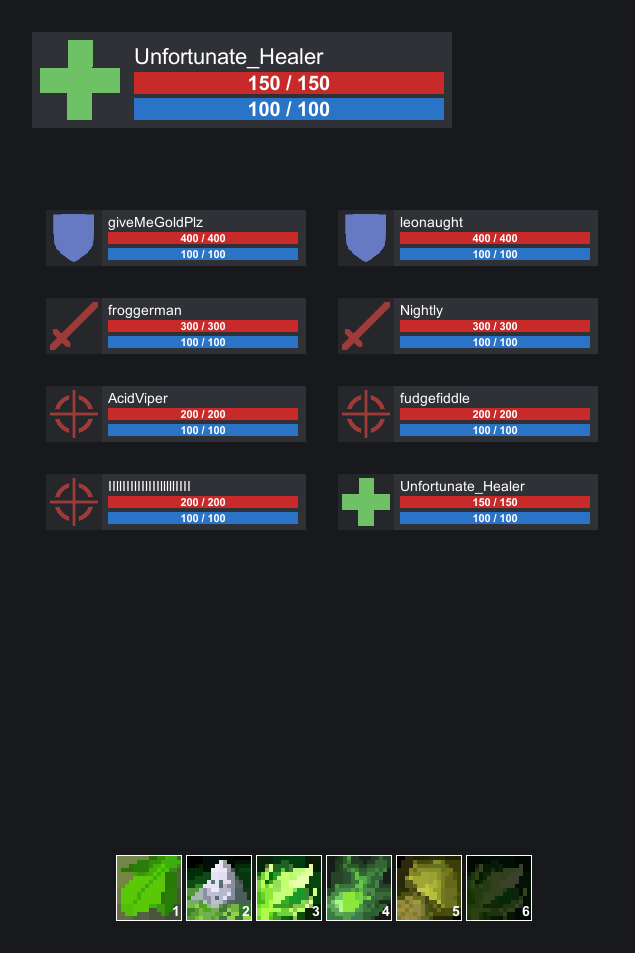 Unfortunate_Healer
150 / 150
100 / 100
giveMeGoldPlz
400 / 400
100 / 100
leonaught
400 / 400
100 / 100
froggerman
300 / 300
100 / 100
Nightly
300 / 300
100 / 100
AcidViper
200 / 200
100 / 100
fudgefiddle
200 / 200
100 / 100
200 / 200
100 / 100
Unfortunate_Healer
150 / 150
100 / 100
1 2 3 4 5 6